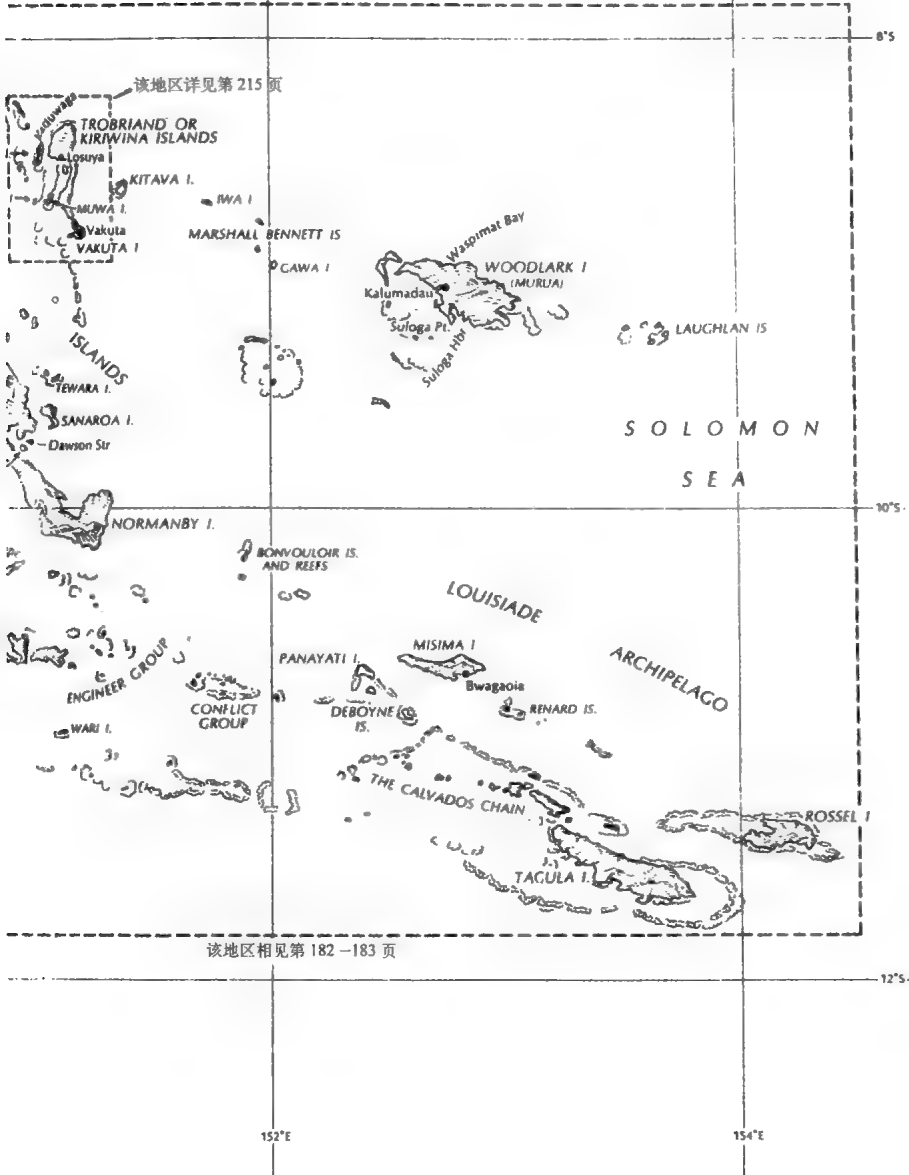 8°S
该地区详见第 215 页
TROBRIAND OR
KIRIWINA ISLANDS
Losuya
KITAVA I.
IWA I
MUWA I.
Vakuta
VAKUTA I
MARSHALL BENNETT IS
GAWA I
Waspimat Bay
WOODLARK I
(MURUA)
Kalumadau
Suloga Pt.
Suloga Hbr
LAUGHLAN IS
ISLANDS
TEWARA I.
SANAROA I.
Dawson Str
SOLOMON
SEA
10°S
NORMANBY I.
BONVOULOIR IS.
AND REEFS
LOUISIADE
ARCHIPELAGO
ENGINEER GROUP
PANAYATI I.
MISIMA I
Bwagaoia
CONFLICT
GROUP
DEBOYNE
IS.
RENARD IS.
WARI I.
THE CALVADOS CHAIN
ROSSEL I
TAGULA I.
该地区相见第 182 –183 页
12°S
152°E
154°E